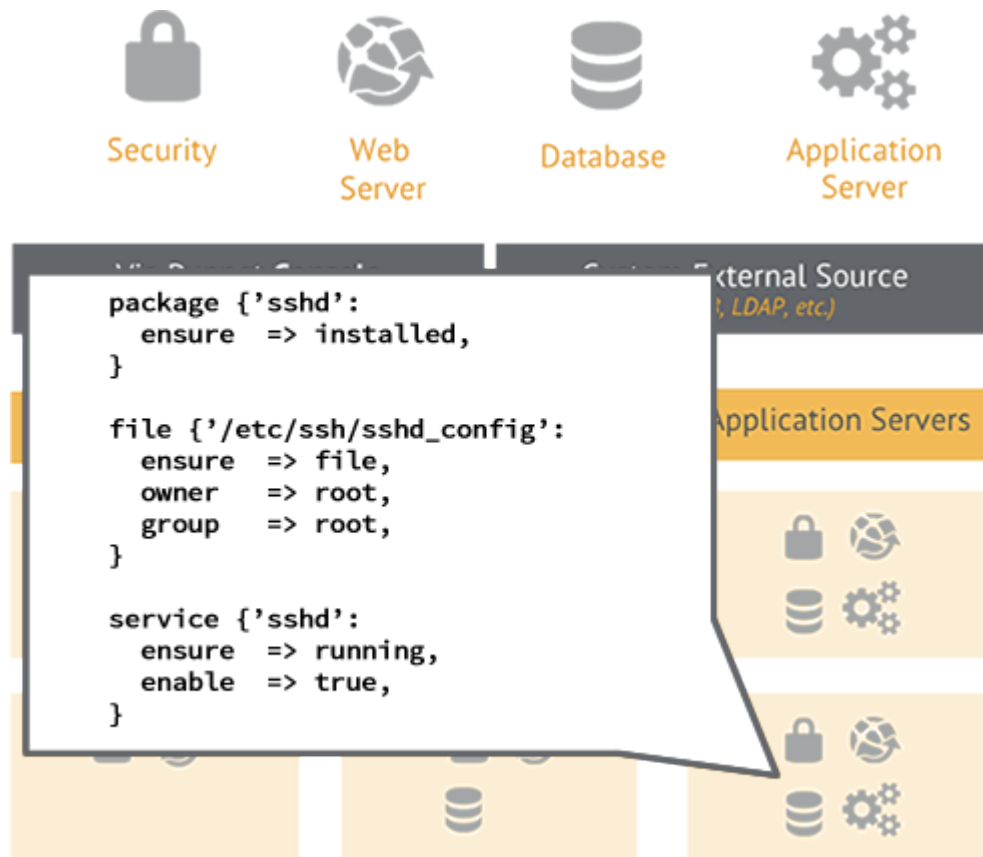 Security
Web
Server
Database
Application
Server
xternal Source
LDAP, etc.)
Application Servers
package {’sshd’:
ensure => installed,
}
file {’/etc/ssh/sshd_config’:
ensure => file,
owner => root,
group => root,
}
service {’sshd’:
ensure => running,
enable => true,
}